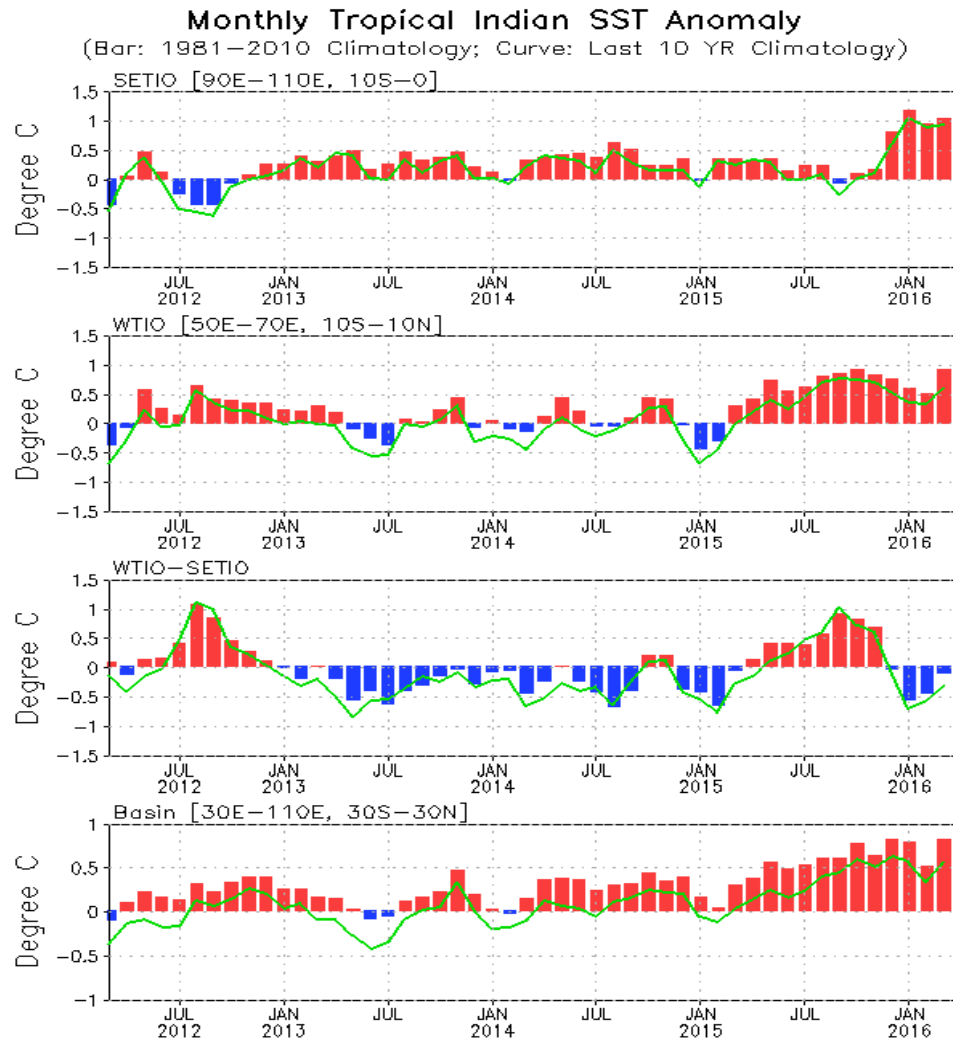 Monthly Tropical Indian SST Anomaly
(Bar: 1981-2010 Climatology; Curve: Last 10 YR Climatology)
SETIO [90E-110E, 10S-0]
Degree C
1.5
1
0.5
0
-0.5
-1
-1.5
JUL JAN JUL JAN JUL JAN JUL JAN
2012 2013 2014 2015 2016
WTIO [50E-70E, 10S-10N]
Degree C
1.5
1
0.5
0
-0.5
-1
-1.5
JUL JAN JUL JAN JUL JAN JUL JAN
2012 2013 2014 2015 2016
WTIO-SETIO
Degree C
1.5
1
0.5
0
-0.5
-1
-1.5
JUL JAN JUL JAN JUL JAN JUL JAN
2012 2013 2014 2015 2016
Basin [30E-110E, 30S-30N]
Degree C
1
0.5
0
-0.5
-1
JUL JAN JUL JAN JUL JAN JUL JAN
2012 2013 2014 2015 2016